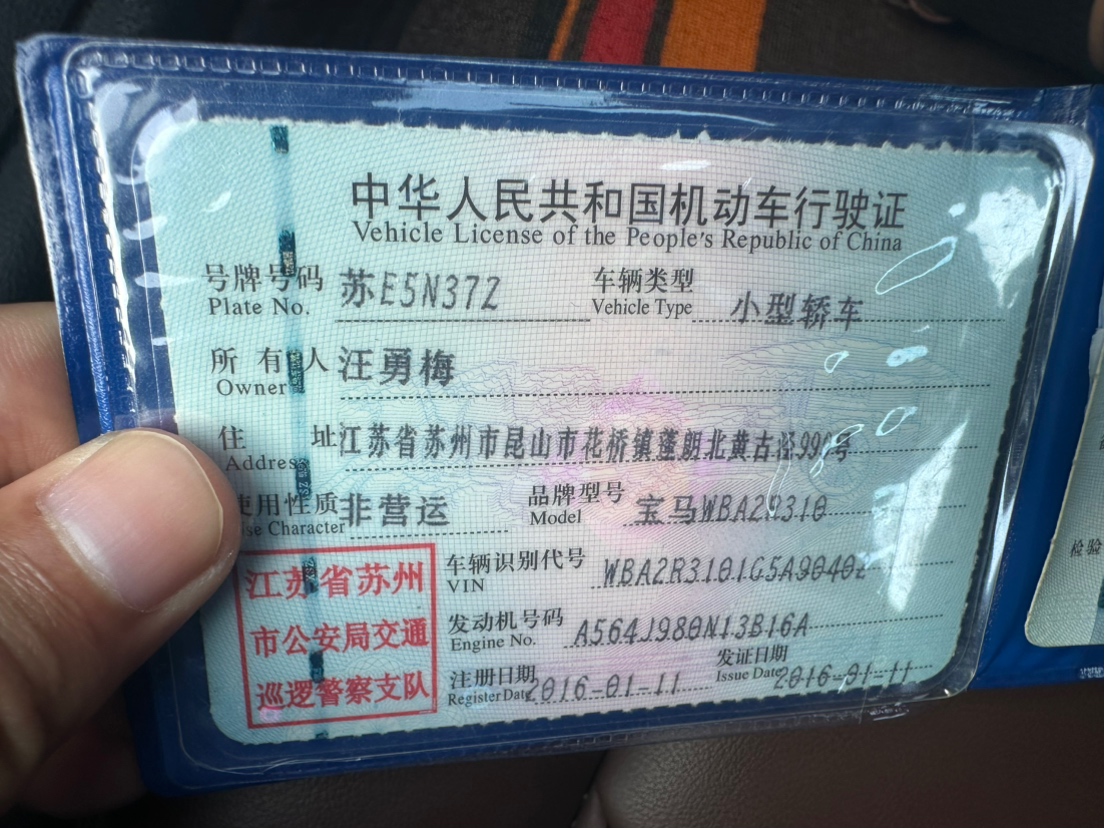 中华人民共和国机动车行驶证
Vehicle License of the People's Republic of China
号牌号码 苏E5N37Z 车辆类型 小型轿车
Plate No. Vehicle Type
所有人 汪勇梅
Owner
住址 江苏省苏州市昆山市花桥镇蓬朗北黄古泾99号
Address
使用性质 非营运 品牌型号 宝马WBA2R310
Use Character Model
江苏省苏州 车辆识别代号 WBA2R3101G5A90402
VIN
市公安局交通 发动机号码 A564J980N13B16A
Engine No.
巡逻警察支队 注册日期 2016-01-11 发证日期 2016-01-11
Register Date Issue Date
检验